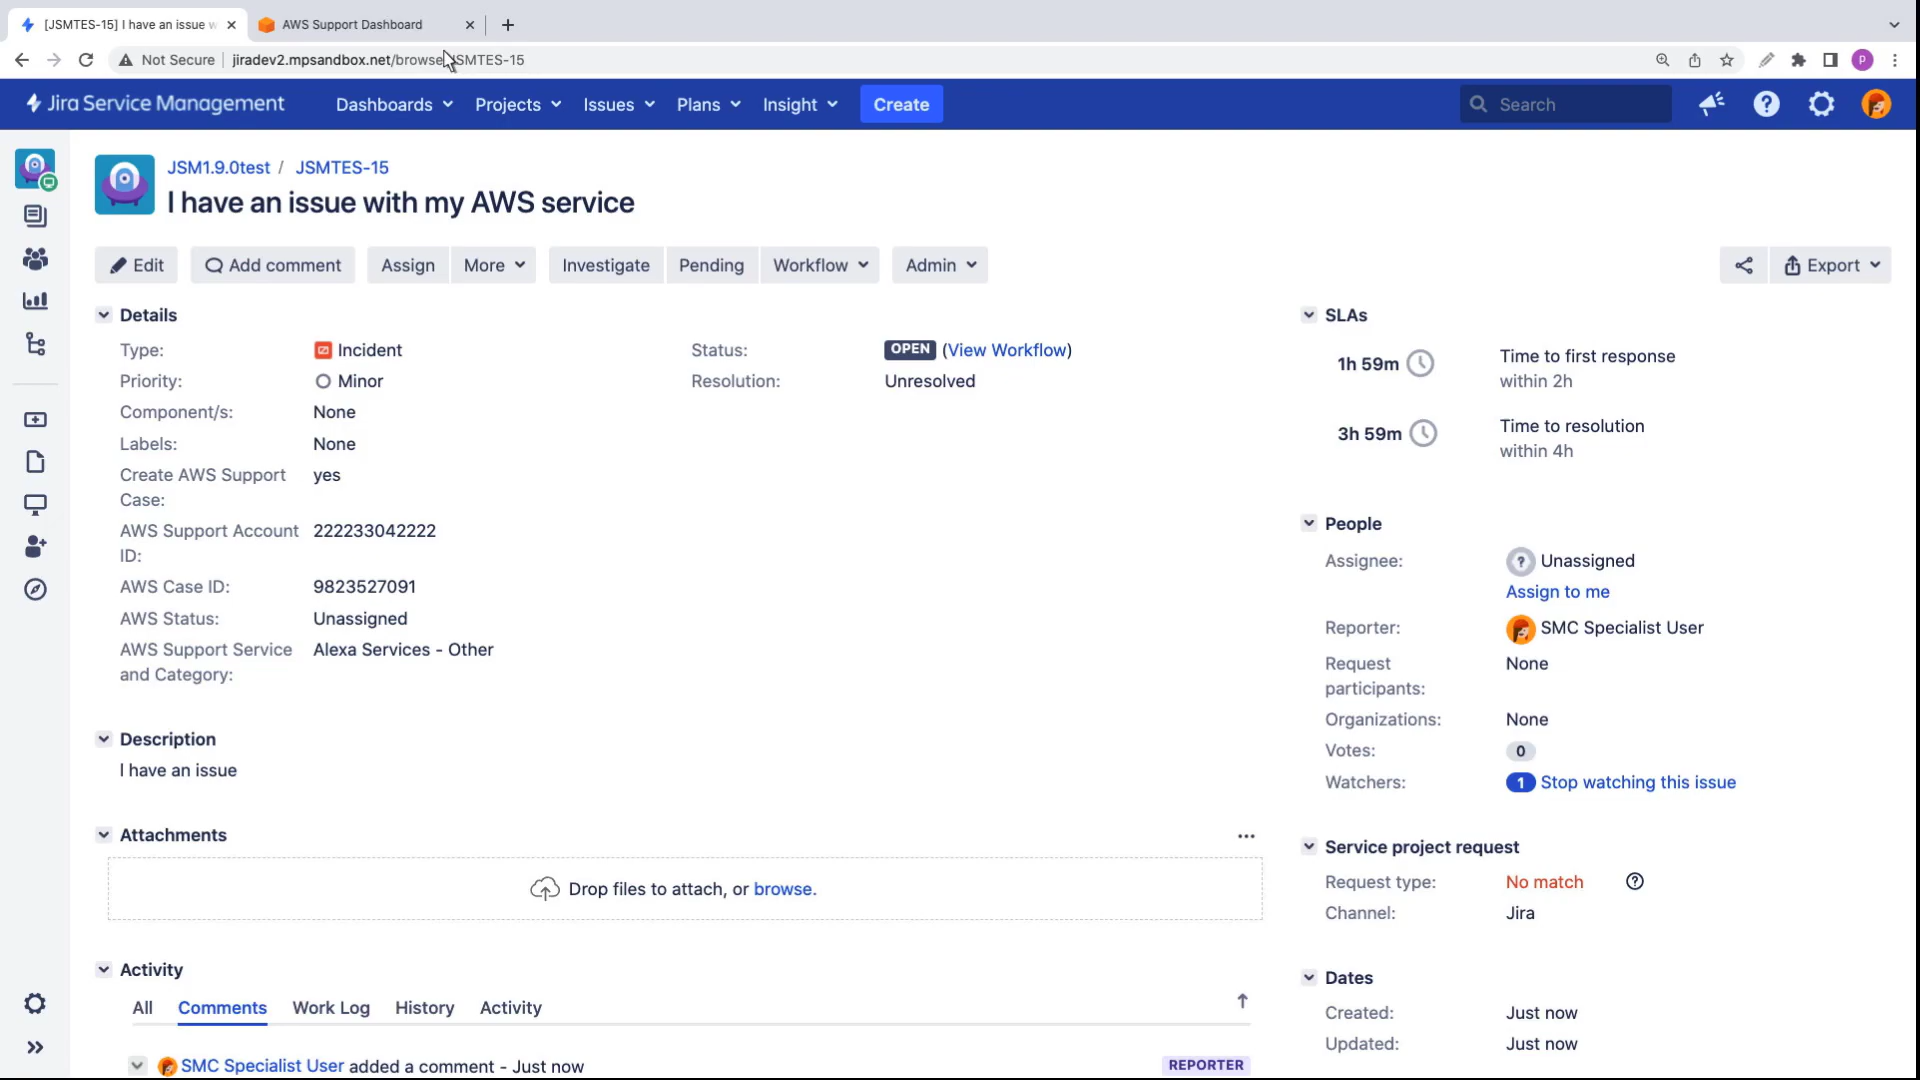 [JSMTES-15] I have an issue w
AWS Support Dashboard
Not Secure
jiradev2.mpsandbox.net/browse/JSMTES-15
P
Jira Service Management
Dashboards
Projects
Issues
Plans
Insight
Create
Search
JSM1.9.0test / JSMTES-15
I have an issue with my AWS service
Edit
Add comment
Assign
More
Investigate
Pending
Workflow
Admin
Export
Details
Type: Incident
Status: OPEN (View Workflow)
Priority: Minor
Resolution: Unresolved
Component/s: None
Labels: None
Create AWS Support yes
Case:
AWS Support Account 222233042222
ID:
AWS Case ID: 9823527091
AWS Status: Unassigned
AWS Support Service Alexa Services - Other
and Category:
Description
I have an issue
Attachments
Drop files to attach, or browse.
Activity
All
Comments
Work Log
History
Activity
SMC Specialist User added a comment - Just now
REPORTER
SLAs
1h 59m Time to first response
within 2h
3h 59m Time to resolution
within 4h
People
Assignee: Unassigned
Assign to me
Reporter: SMC Specialist User
Request None
participants:
Organizations: None
Votes: 0
Watchers: 1 Stop watching this issue
Service project request
Request type: No match
Channel: Jira
Dates
Created: Just now
Updated: Just now